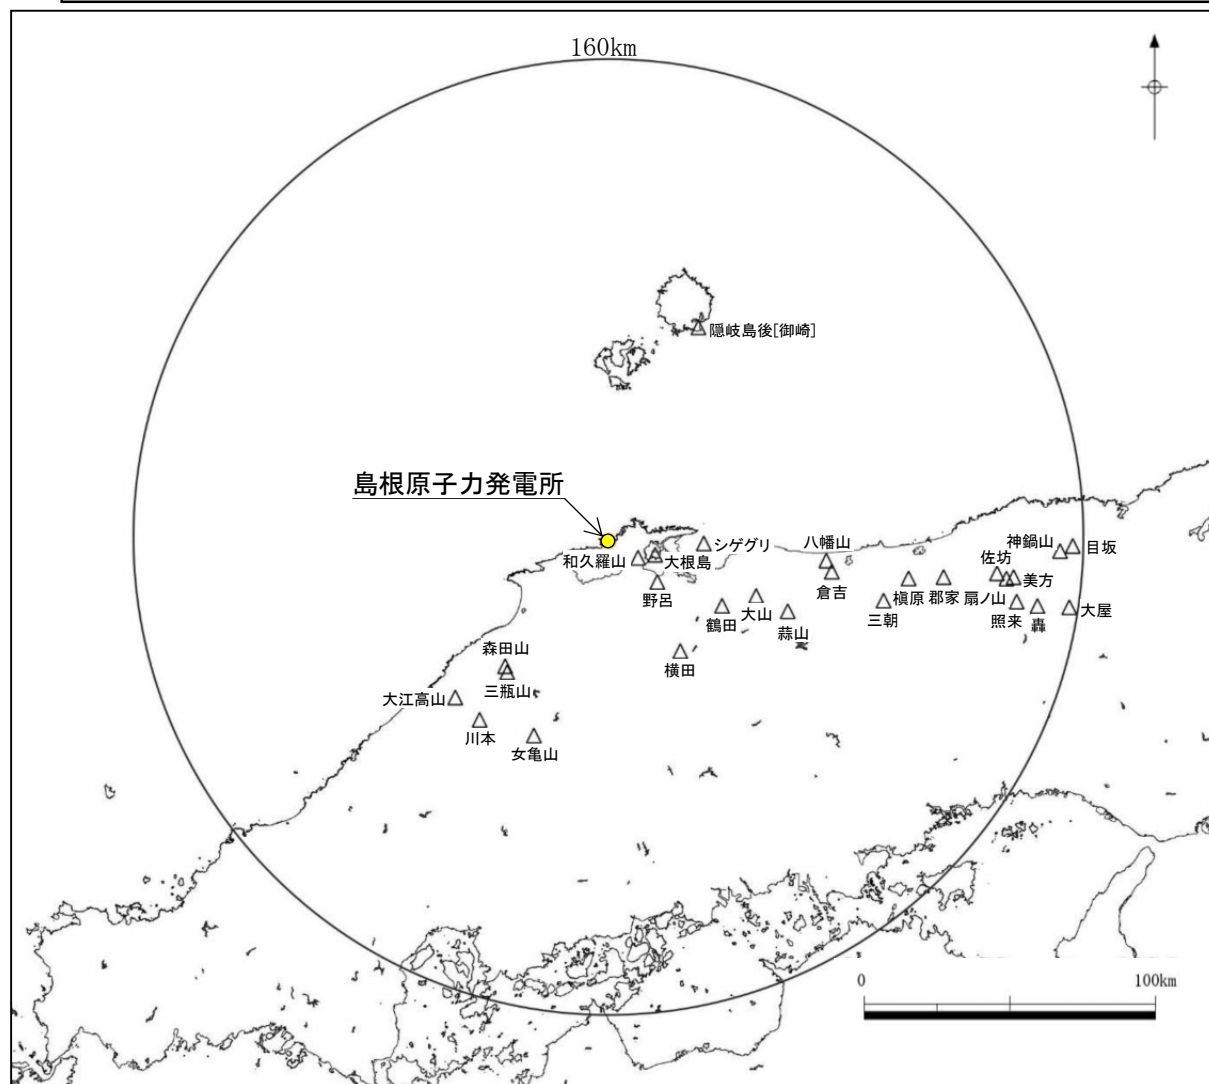 160km
隠岐島後[御崎]
島根原子力発電所
和久羅山
大根島
シゲグリ
八幡山
神鍋山
目坂
佐坊
野呂
倉吉
美方
鶴田
大山
蒜山
三朝
槇原
郡家
扇ノ山
照来
轟
大屋
横田
森田山
三瓶山
大江高山
川本
女亀山
0
100km